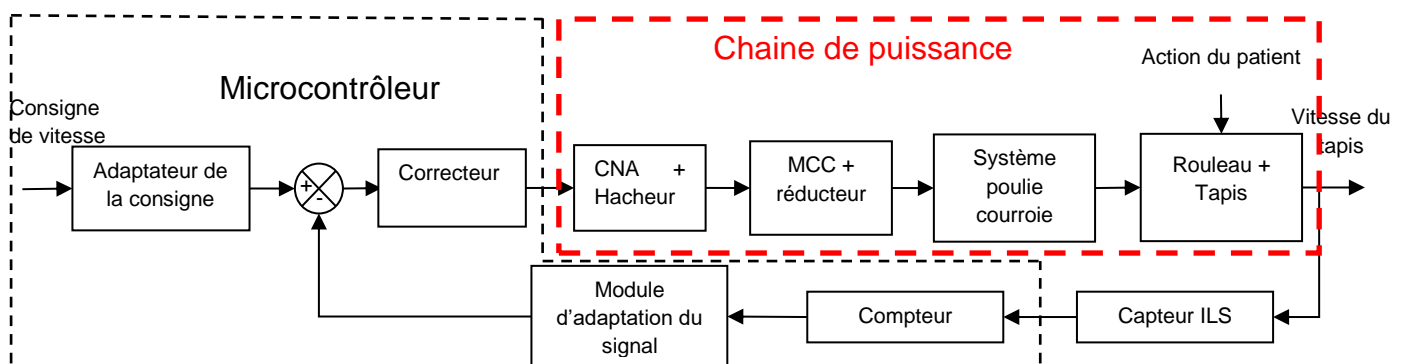 Chaine de puissance
Action du patient
Microcontrôleur
Consigne
de vitesse
Vitesse du
tapis
Adaptateur de
la consigne
+
-
Correcteur
CNA +
Hacheur
MCC +
réducteur
Système
poulie
courroie
Rouleau +
Tapis
Module
d'adaptation du
signal
Compteur
Capteur ILS